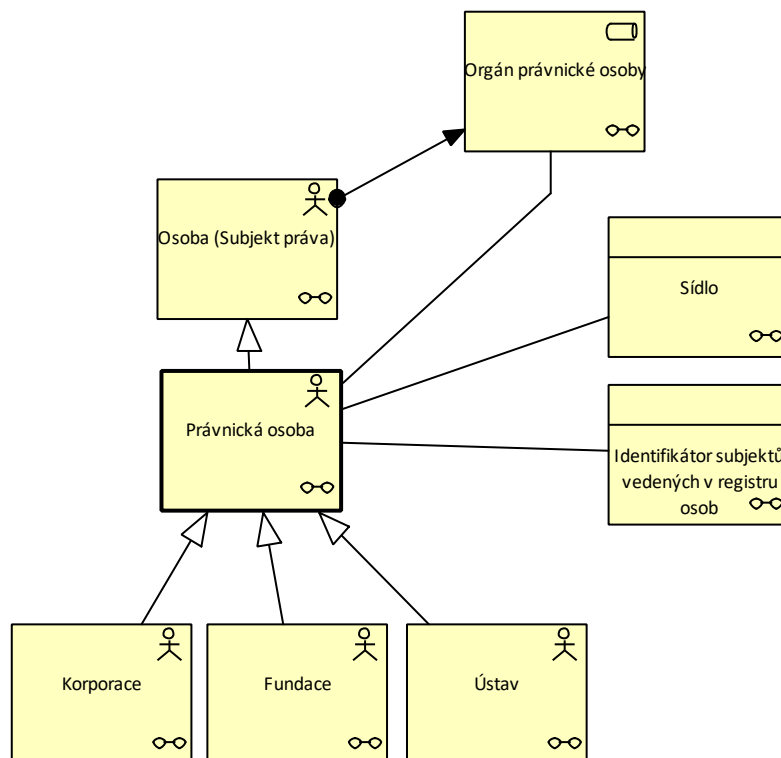 Orgán právnické osoby
Osoba (Subjekt práva)
Sídlo
Právnická osoba
Identifikátor subjektů
vedených v registru
osob
Korporace
Fundace
Ústav